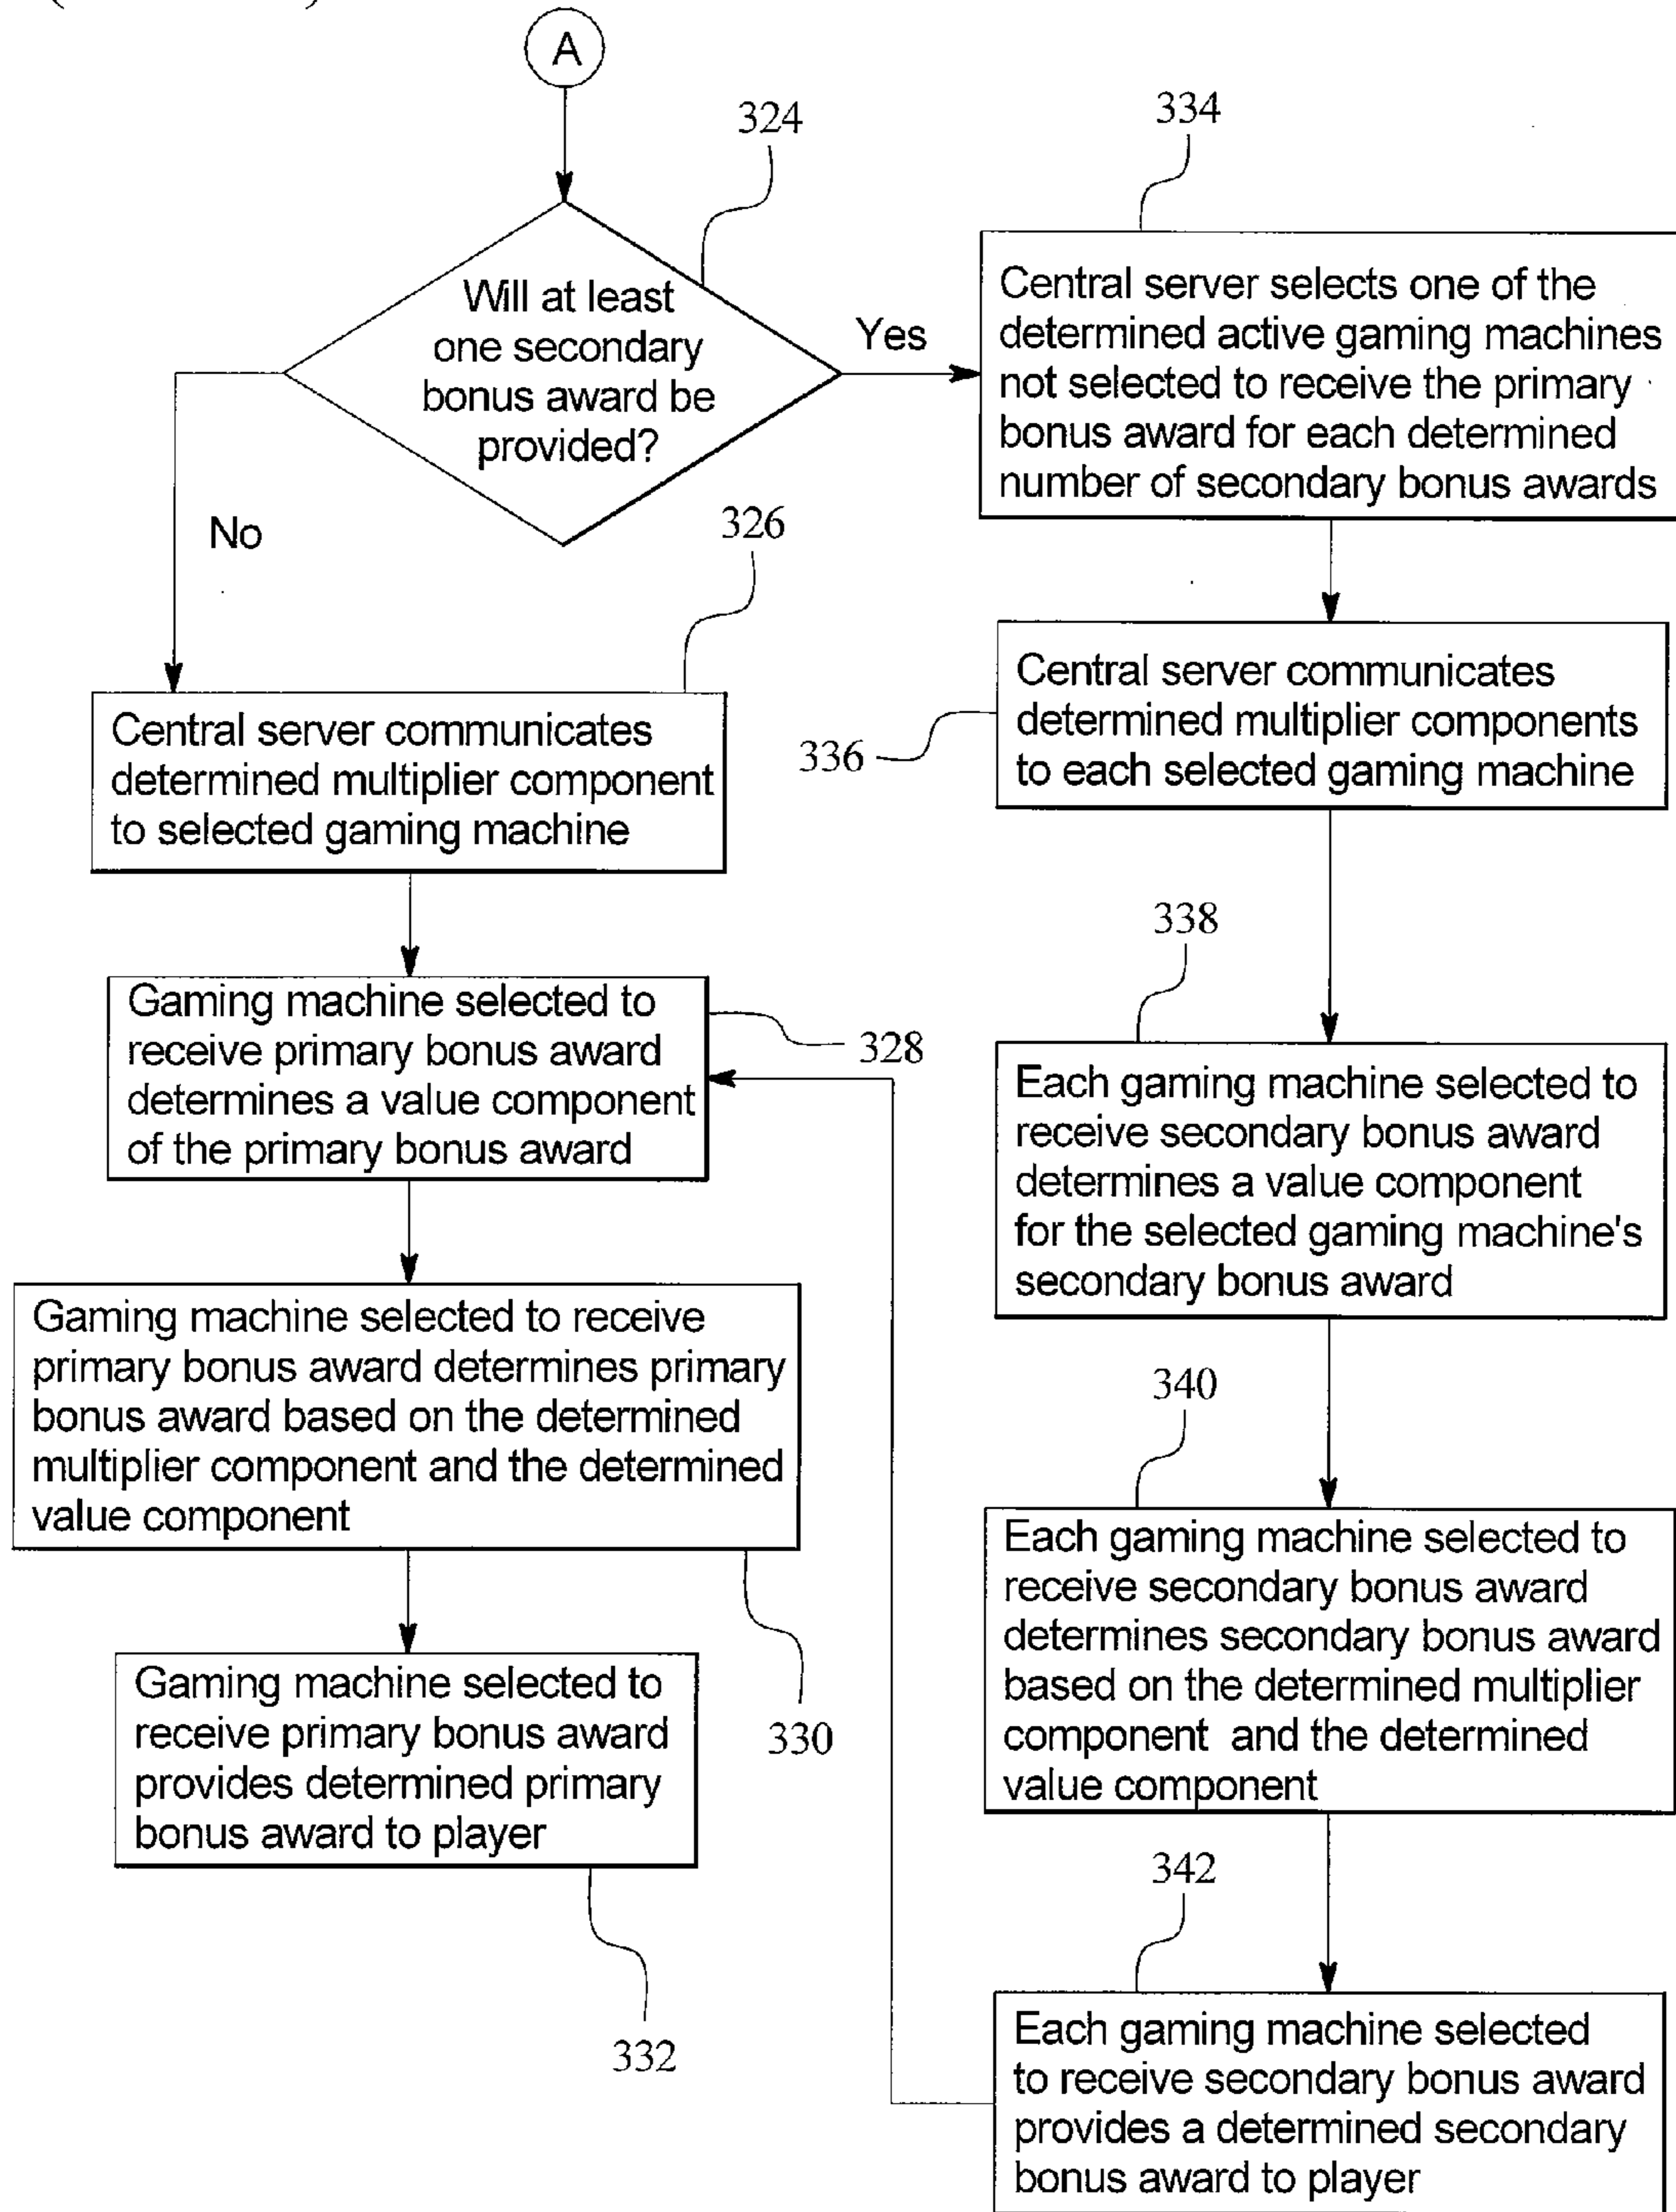 A
324
334
Will at least
one secondary
bonus award be
provided?
Yes
No
Central server selects one of the
determined active gaming machines
not selected to receive the primary
bonus award for each determined
number of secondary bonus awards
326
Central server communicates
determined multiplier component
to selected gaming machine
336
Central server communicates
determined multiplier components
to each selected gaming machine
328
Gaming machine selected to
receive primary bonus award
determines a value component
of the primary bonus award
338
Each gaming machine selected to
receive secondary bonus award
determines a value component
for the selected gaming machine's
secondary bonus award
Gaming machine selected to receive
primary bonus award determines primary
bonus award based on the determined
multiplier component and the determined
value component
330
340
Each gaming machine selected to
receive secondary bonus award
determines secondary bonus award
based on the determined multiplier
component and the determined
value component
Gaming machine selected to
receive primary bonus award
provides determined primary
bonus award to player
332
342
Each gaming machine selected
to receive secondary bonus award
provides a determined secondary
bonus award to player